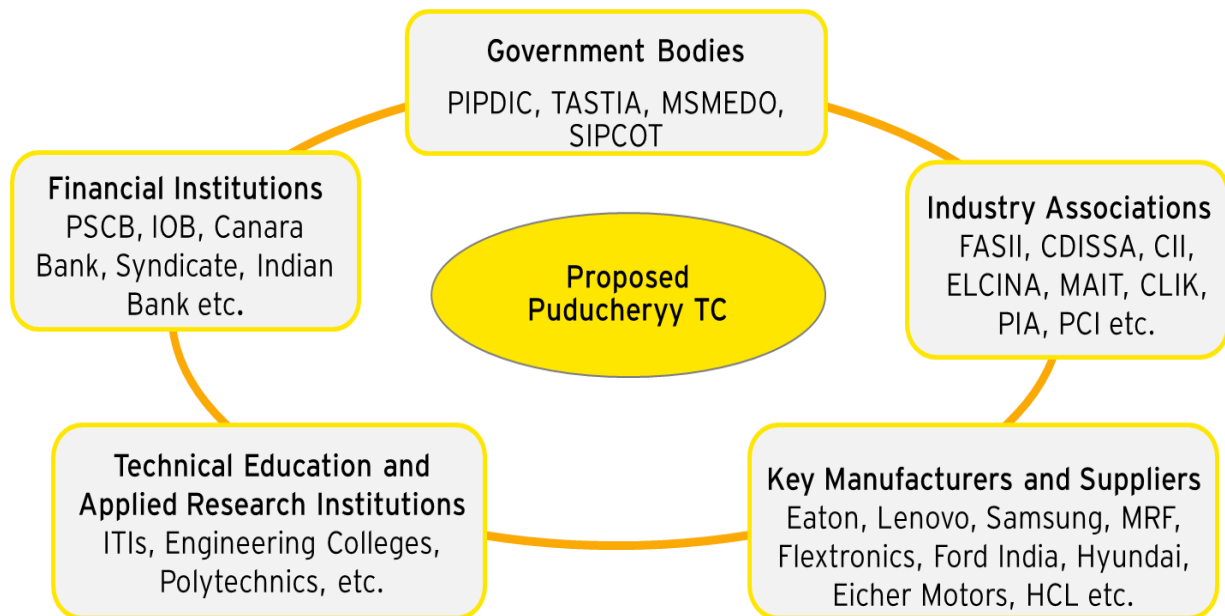 Government Bodies
PIPDIC, TASTIA, MSMEDO,
SIPCOT
Financial Institutions
PSCB, IOB, Canara
Bank, Syndicate, Indian
Bank etc.
Industry Associations
FASII, CDISSA, CII,
ELCINA, MAIT, CLIK,
PIA, PCI etc.
Proposed
Puducheryy TC
Technical Education and
Applied Research Institutions
ITIs, Engineering Colleges,
Polytechnics, etc.
Key Manufacturers and Suppliers
Eaton, Lenovo, Samsung, MRF,
Flextronics, Ford India, Hyundai,
Eicher Motors, HCL etc.